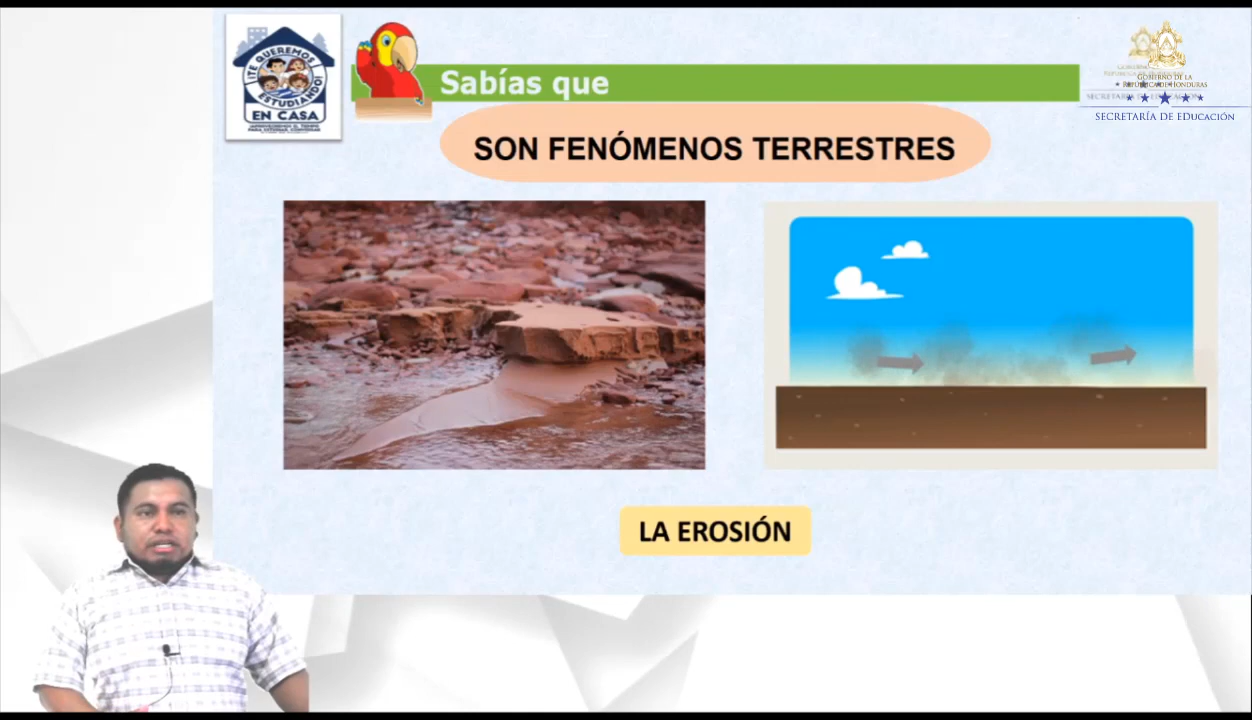 ¡TE QUEREMOS
ESTUDIANDO!
EN CASA
Sabías que
GOBIERNO DE LA
REPÚBLICA DE HONDURAS
SECRETARÍA DE EDUCACIÓN
SON FENÓMENOS TERRESTRES
LA EROSIÓN